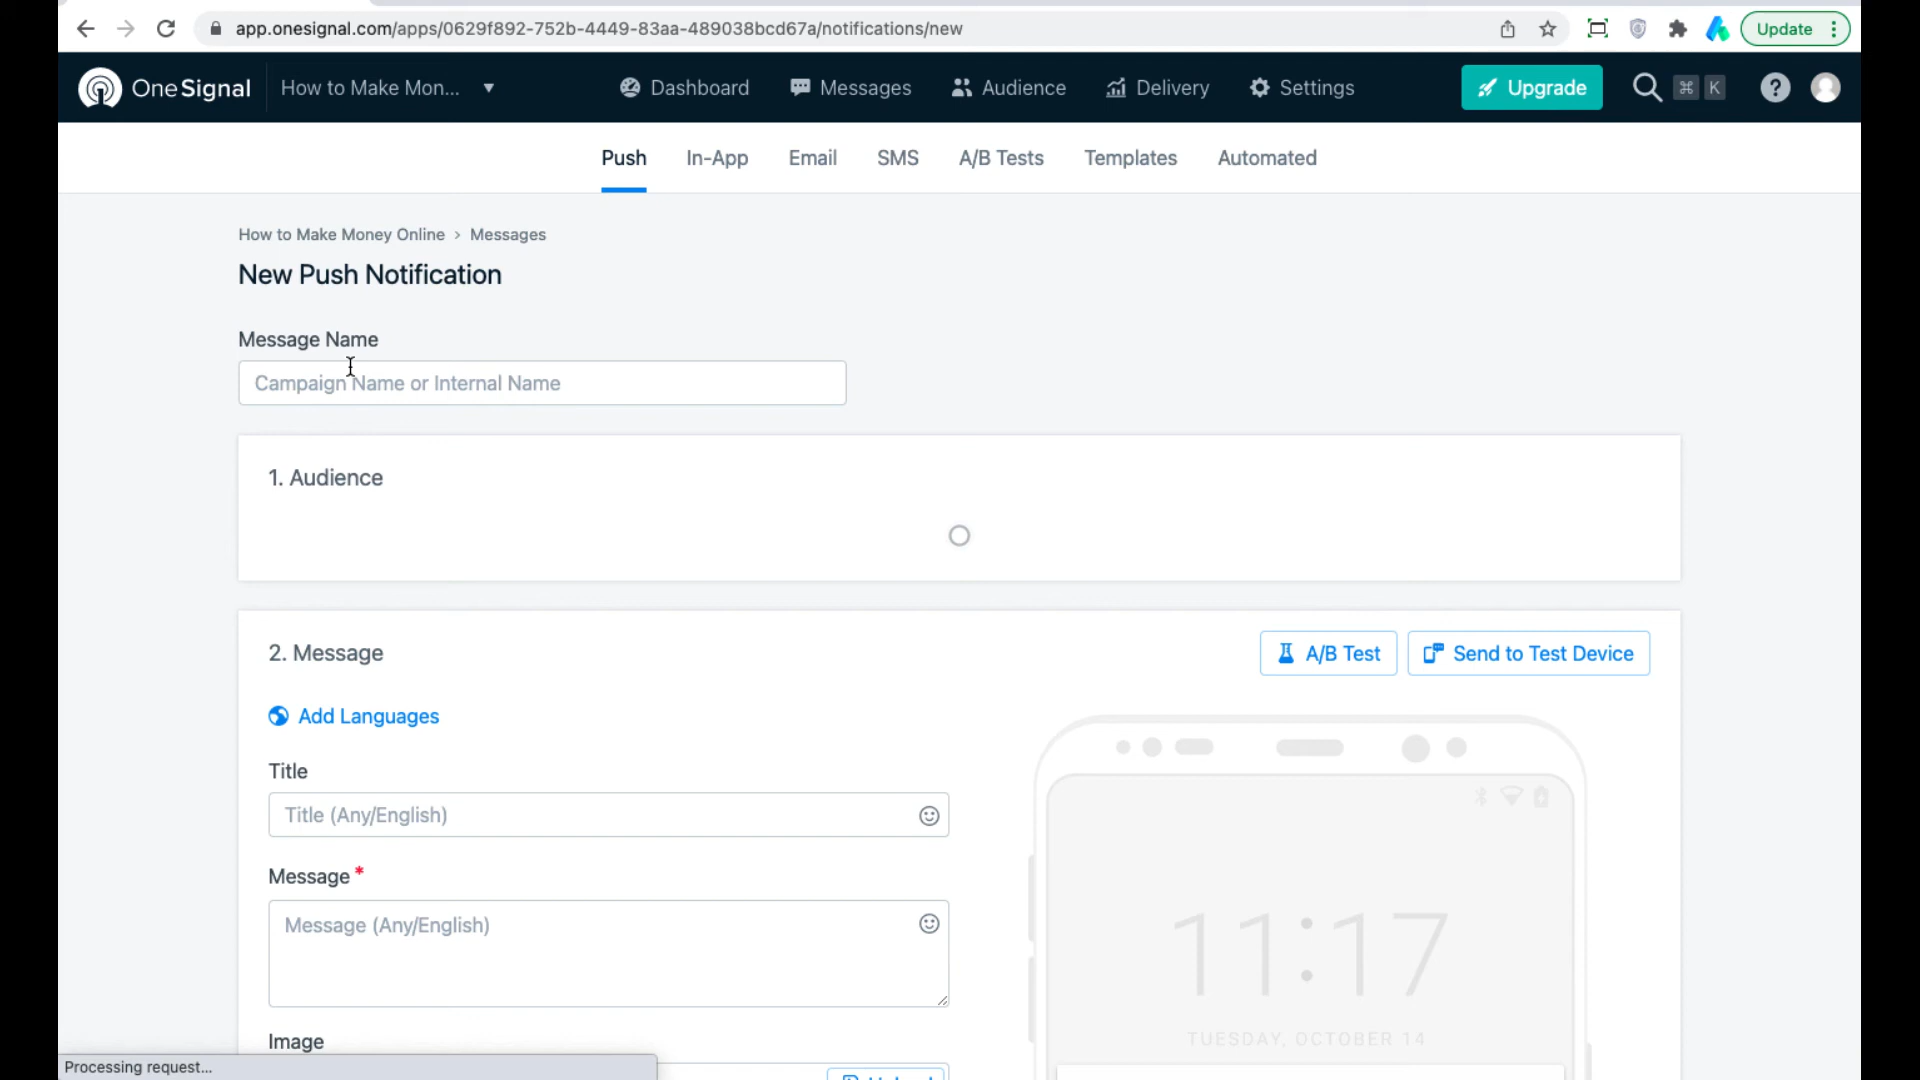 app.onesignal.com/apps/0629f892-752b-4449-83aa-489038bcd67a/notifications/new
Update
OneSignal
How to Make Mon...
Dashboard
Messages
Audience
Delivery
Settings
Upgrade
⌘ K
Push
In-App
Email
SMS
A/B Tests
Templates
Automated
How to Make Money Online > Messages
New Push Notification
Message Name
Campaign Name or Internal Name
1. Audience
2. Message
A/B Test
Send to Test Device
Add Languages
Title
Title (Any/English)
Message *
Message (Any/English)
11:17
TUESDAY, OCTOBER 14
Image
Processing request...